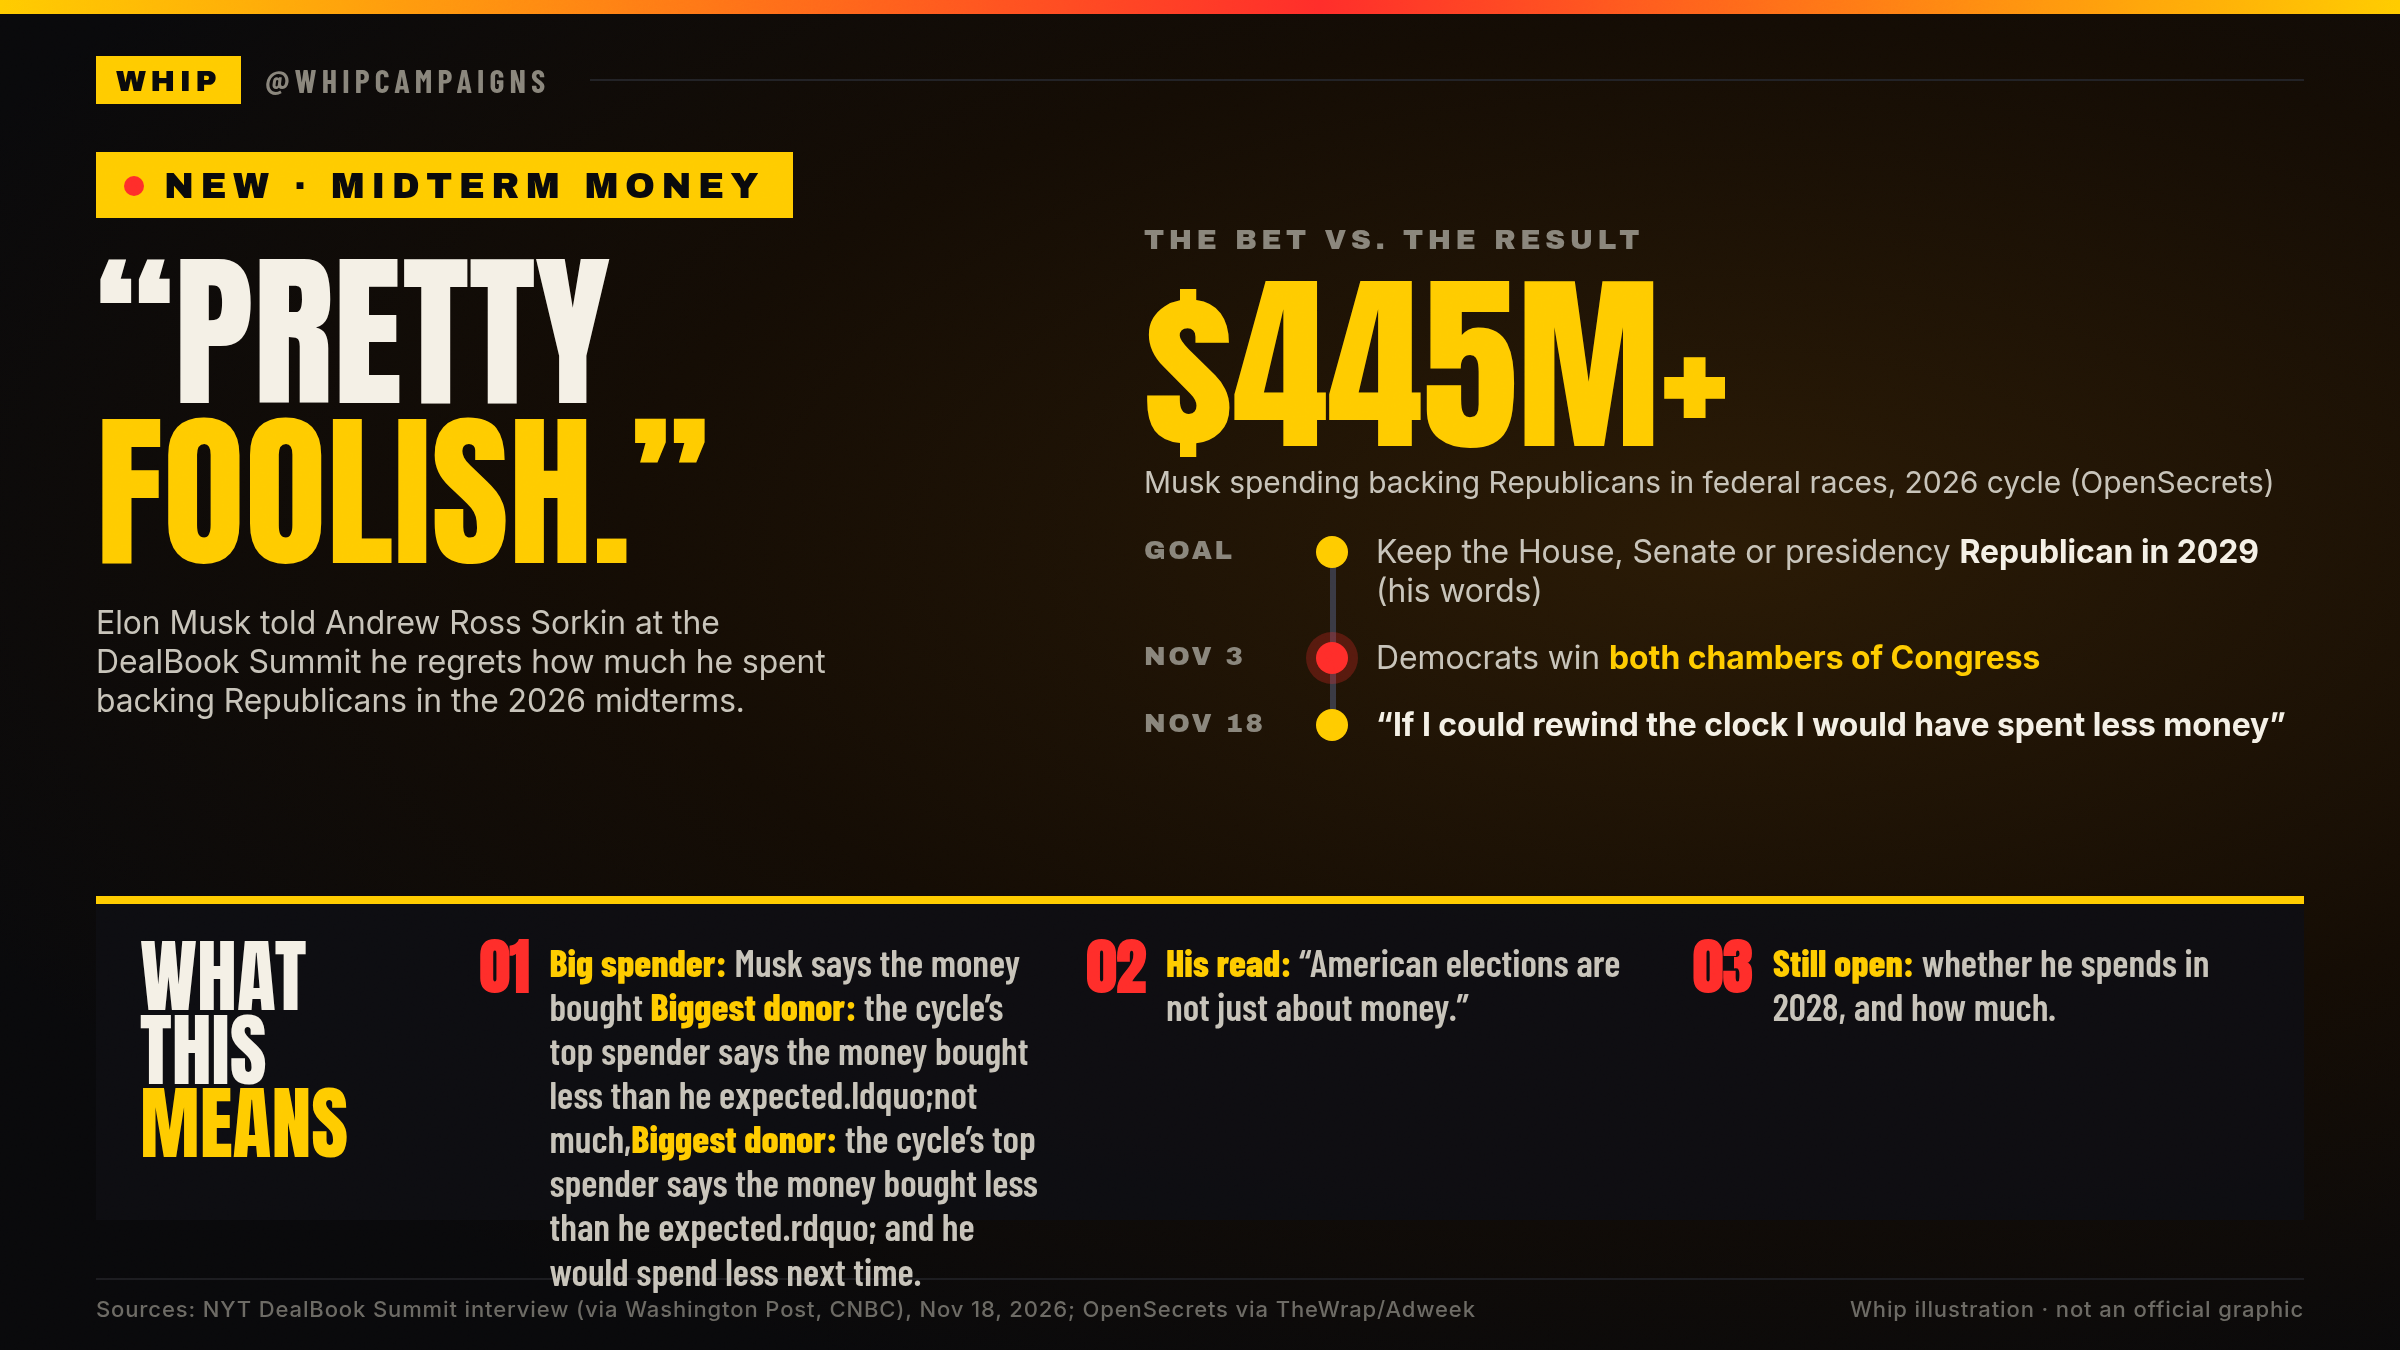 WHIP @WHIPCAMPAIGNS
NEW · MIDTERM MONEY
“PRETTY
FOOLISH.”
Elon Musk told Andrew Ross Sorkin at the
DealBook Summit he regrets how much he spent
backing Republicans in the 2026 midterms.
THE BET VS. THE RESULT
$445M+
Musk spending backing Republicans in federal races, 2026 cycle (OpenSecrets)
GOAL Keep the House, Senate or presidency Republican in 2029
(his words)
NOV 3 Democrats win both chambers of Congress
NOV 18 “If I could rewind the clock I would have spent less money”
WHAT
THIS
MEANS
01 Big spender: Musk says the money
bought Biggest donor: the cycle’s
top spender says the money bought
less than he expected.ldquo;not
much,Biggest donor: the cycle’s top
spender says the money bought less
than he expected.rdquo; and he
would spend less next time.
02 His read: “American elections are
not just about money.”
03 Still open: whether he spends in
2028, and how much.
Sources: NYT DealBook Summit interview (via Washington Post, CNBC), Nov 18, 2026; OpenSecrets via TheWrap/Adweek
Whip illustration · not an official graphic